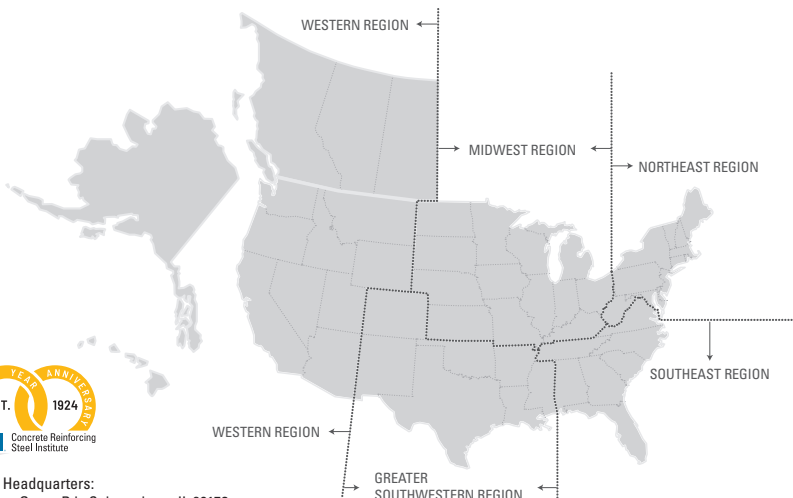 WESTERN REGION
MIDWEST REGION
NORTHEAST REGION
SOUTHEAST REGION
WESTERN REGION
GREATER
SOUTHWESTERN REGION
YEAR ANNIVERSARY
T. 1924
Concrete Reinforcing
Steel Institute
Headquarters: